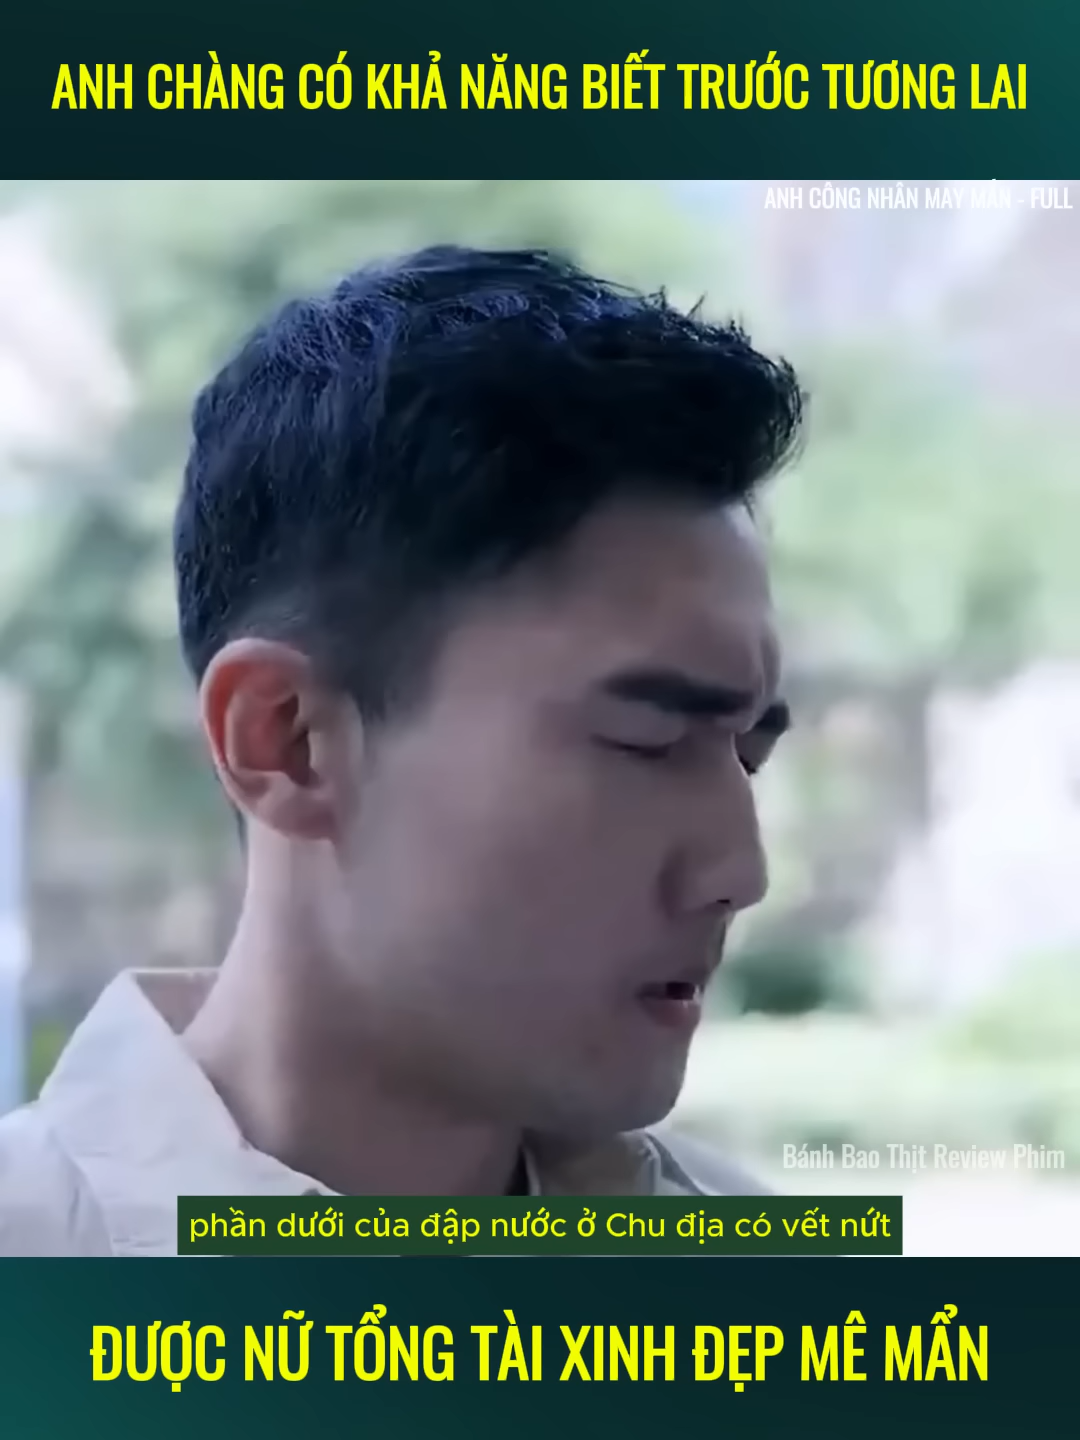 ANH CHÀNG CÓ KHẢ NĂNG BIẾT TRƯỚC TƯƠNG LAI
ANH CÔNG NHÂN MAY MẮN - FULL
Bánh Bao Thịt Review Phim
phần dưới của đập nước ở Chu địa có vết nứt
ĐƯỢC NỮ TỔNG TÀI XINH ĐẸP MÊ MẨN